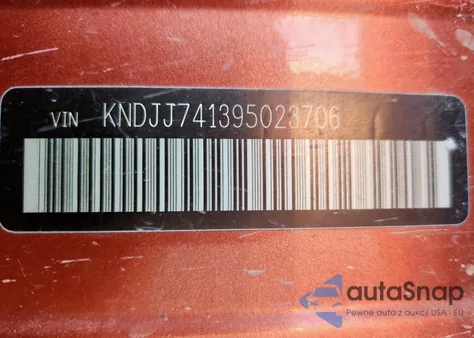 VIN KNDJJ741395023706
autaSnap
Pewne auta z aukcji USA i EU